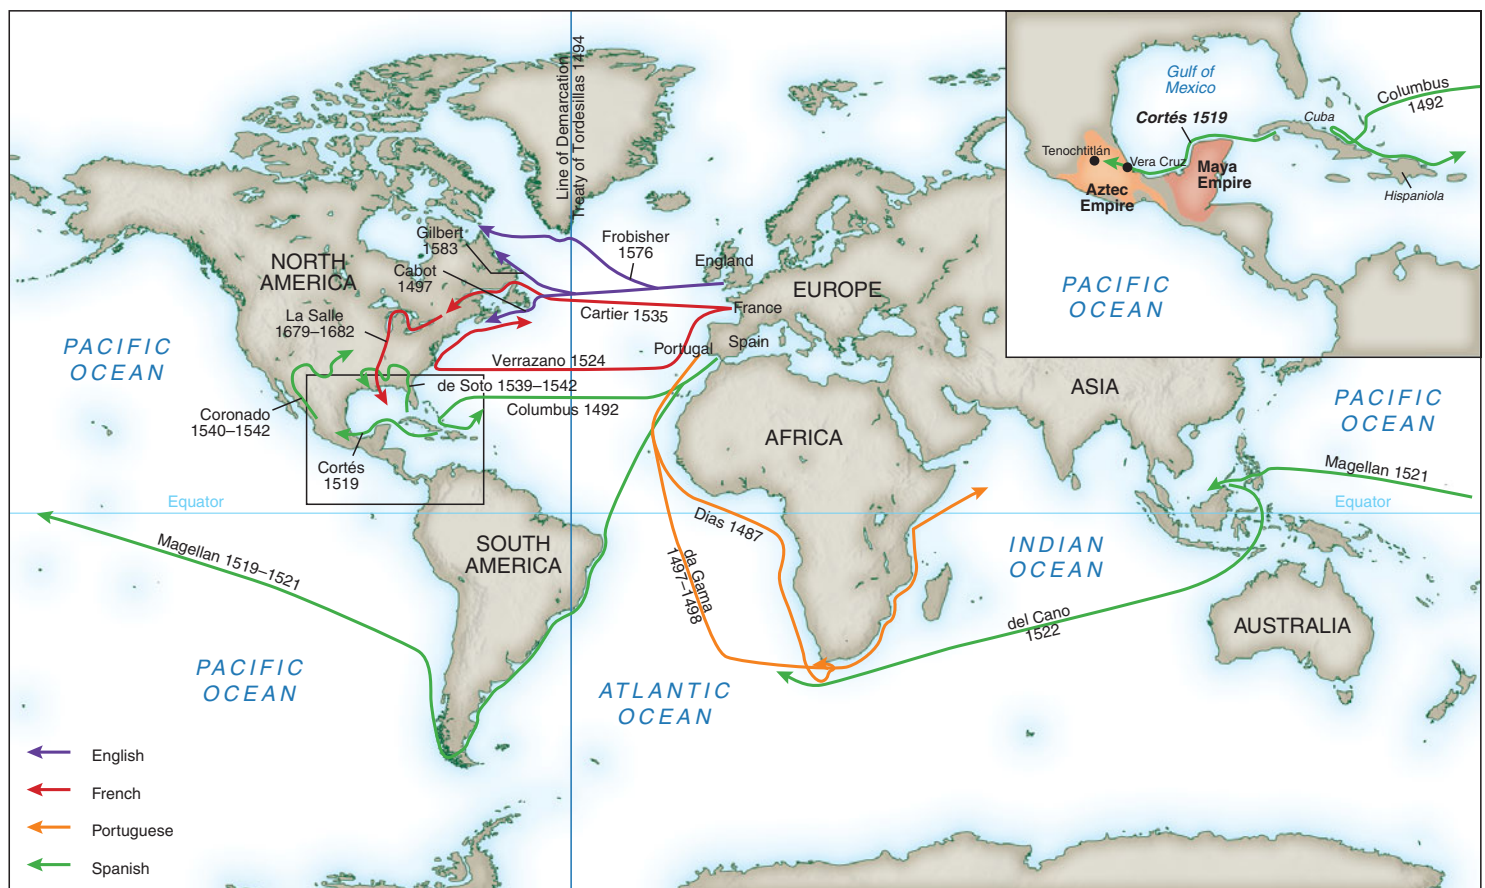 Line of Demarcation
Treaty of Tordesillas 1494
Gulf of
Mexico
Columbus
1492
Cortés 1519
Cuba
Tenochtitlán
Vera Cruz
Maya
Empire
Aztec
Empire
Hispaniola
PACIFIC
OCEAN
Gilbert
1583
Frobisher
1576
England
NORTH
AMERICA
Cabot
1497
EUROPE
La Salle
1679–1682
Cartier 1535
France
Portugal
Spain
PACIFIC
OCEAN
Verrazano 1524
de Soto 1539–1542
Columbus 1492
ASIA
Coronado
1540–1542
AFRICA
PACIFIC
OCEAN
Cortés
1519
Magellan 1521
Equator
Equator
Dias 1487
Magellan 1519–1521
SOUTH
AMERICA
da Gama
1497–1498
INDIAN
OCEAN
del Cano
1522
AUSTRALIA
PACIFIC
OCEAN
ATLANTIC
OCEAN
English
French
Portuguese
Spanish